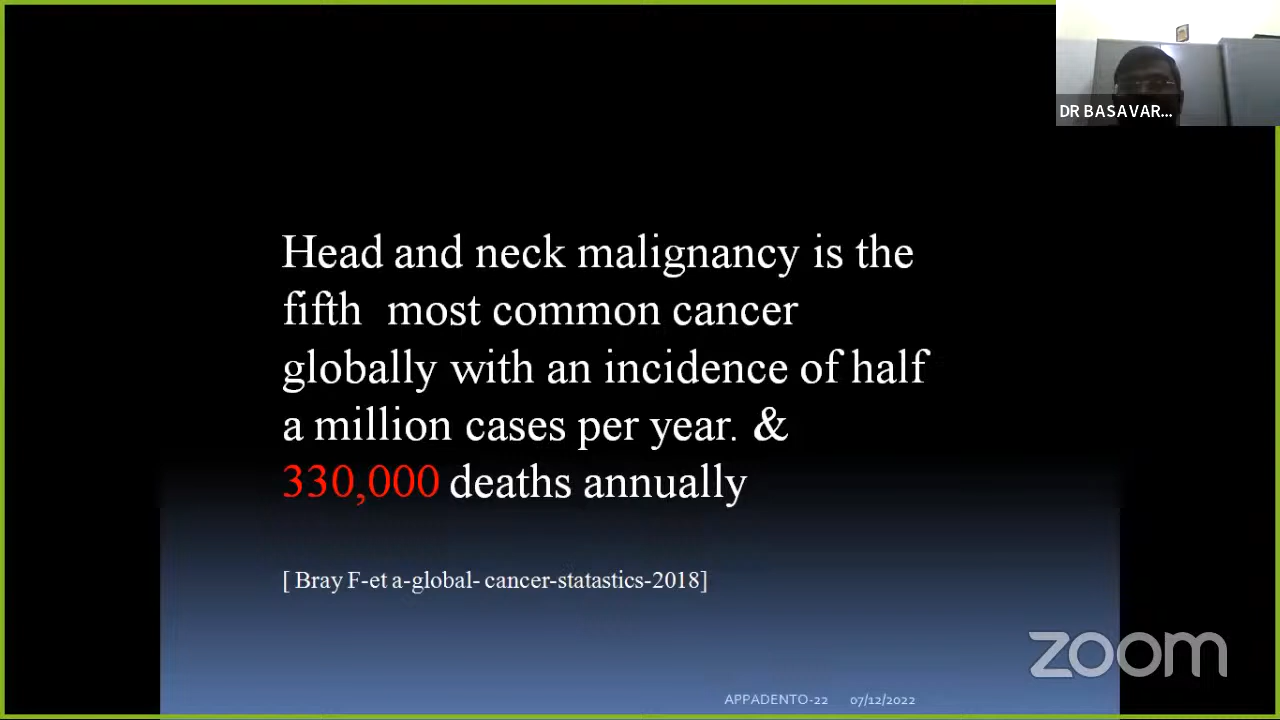 DR BASAVAR...
Head and neck malignancy is the
fifth most common cancer
globally with an incidence of half
a million cases per year. &
330,000 deaths annually
[ Bray F-et a-global- cancer-statastics-2018]
zoom
APPADENTO-22 07/12/2022